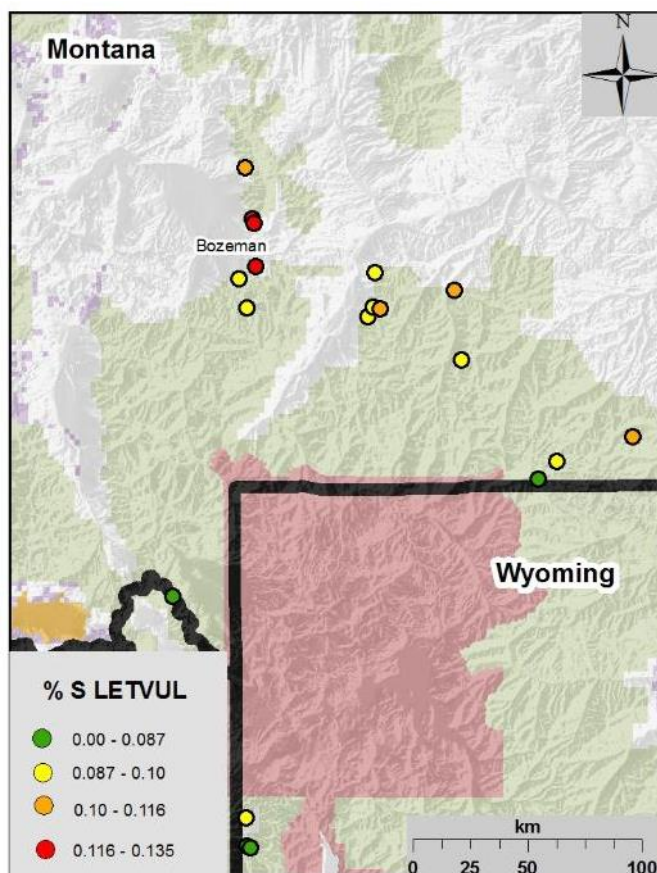 N
Montana
Bozeman
Wyoming
% S LETVUL
0.00 - 0.087
0.087 - 0.10
0.10 - 0.116
0.116 - 0.135
km
0 25 50 100